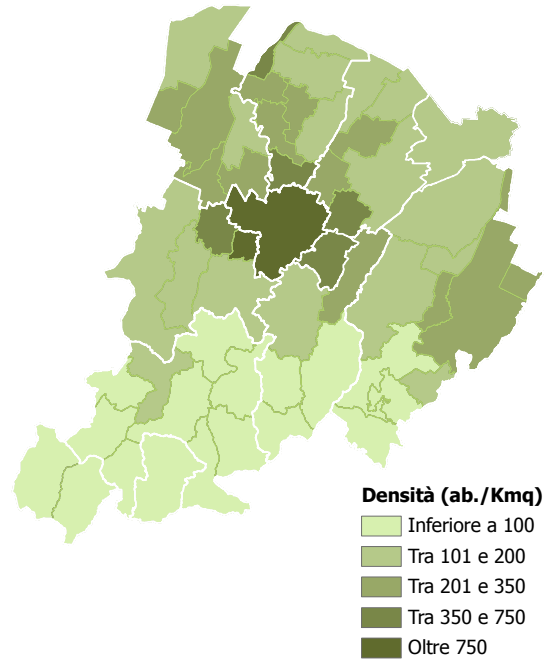 Densità (ab./Kmq)
Inferiore a 100
Tra 101 e 200
Tra 201 e 350
Tra 350 e 750
Oltre 750